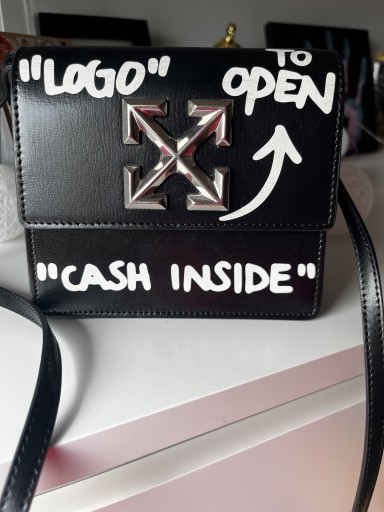 "LOGO"
TO
OPEN
"CASH INSIDE"